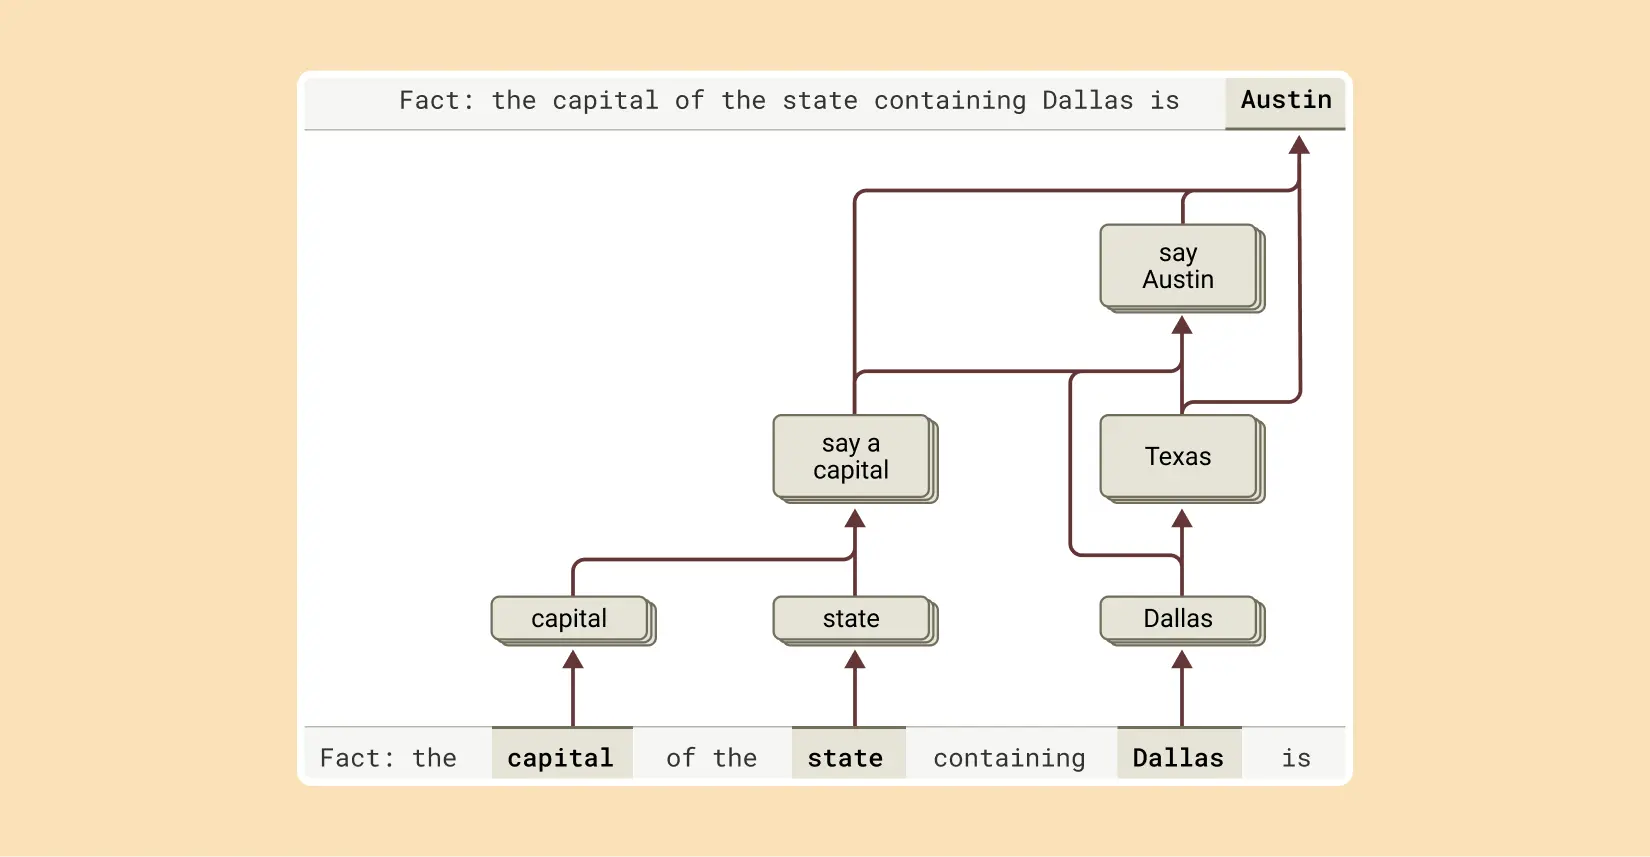 Fact: the capital of the state containing Dallas is Austin
say
Austin
say a
capital
Texas
capital
state
Dallas
Fact: the capital of the state containing Dallas is